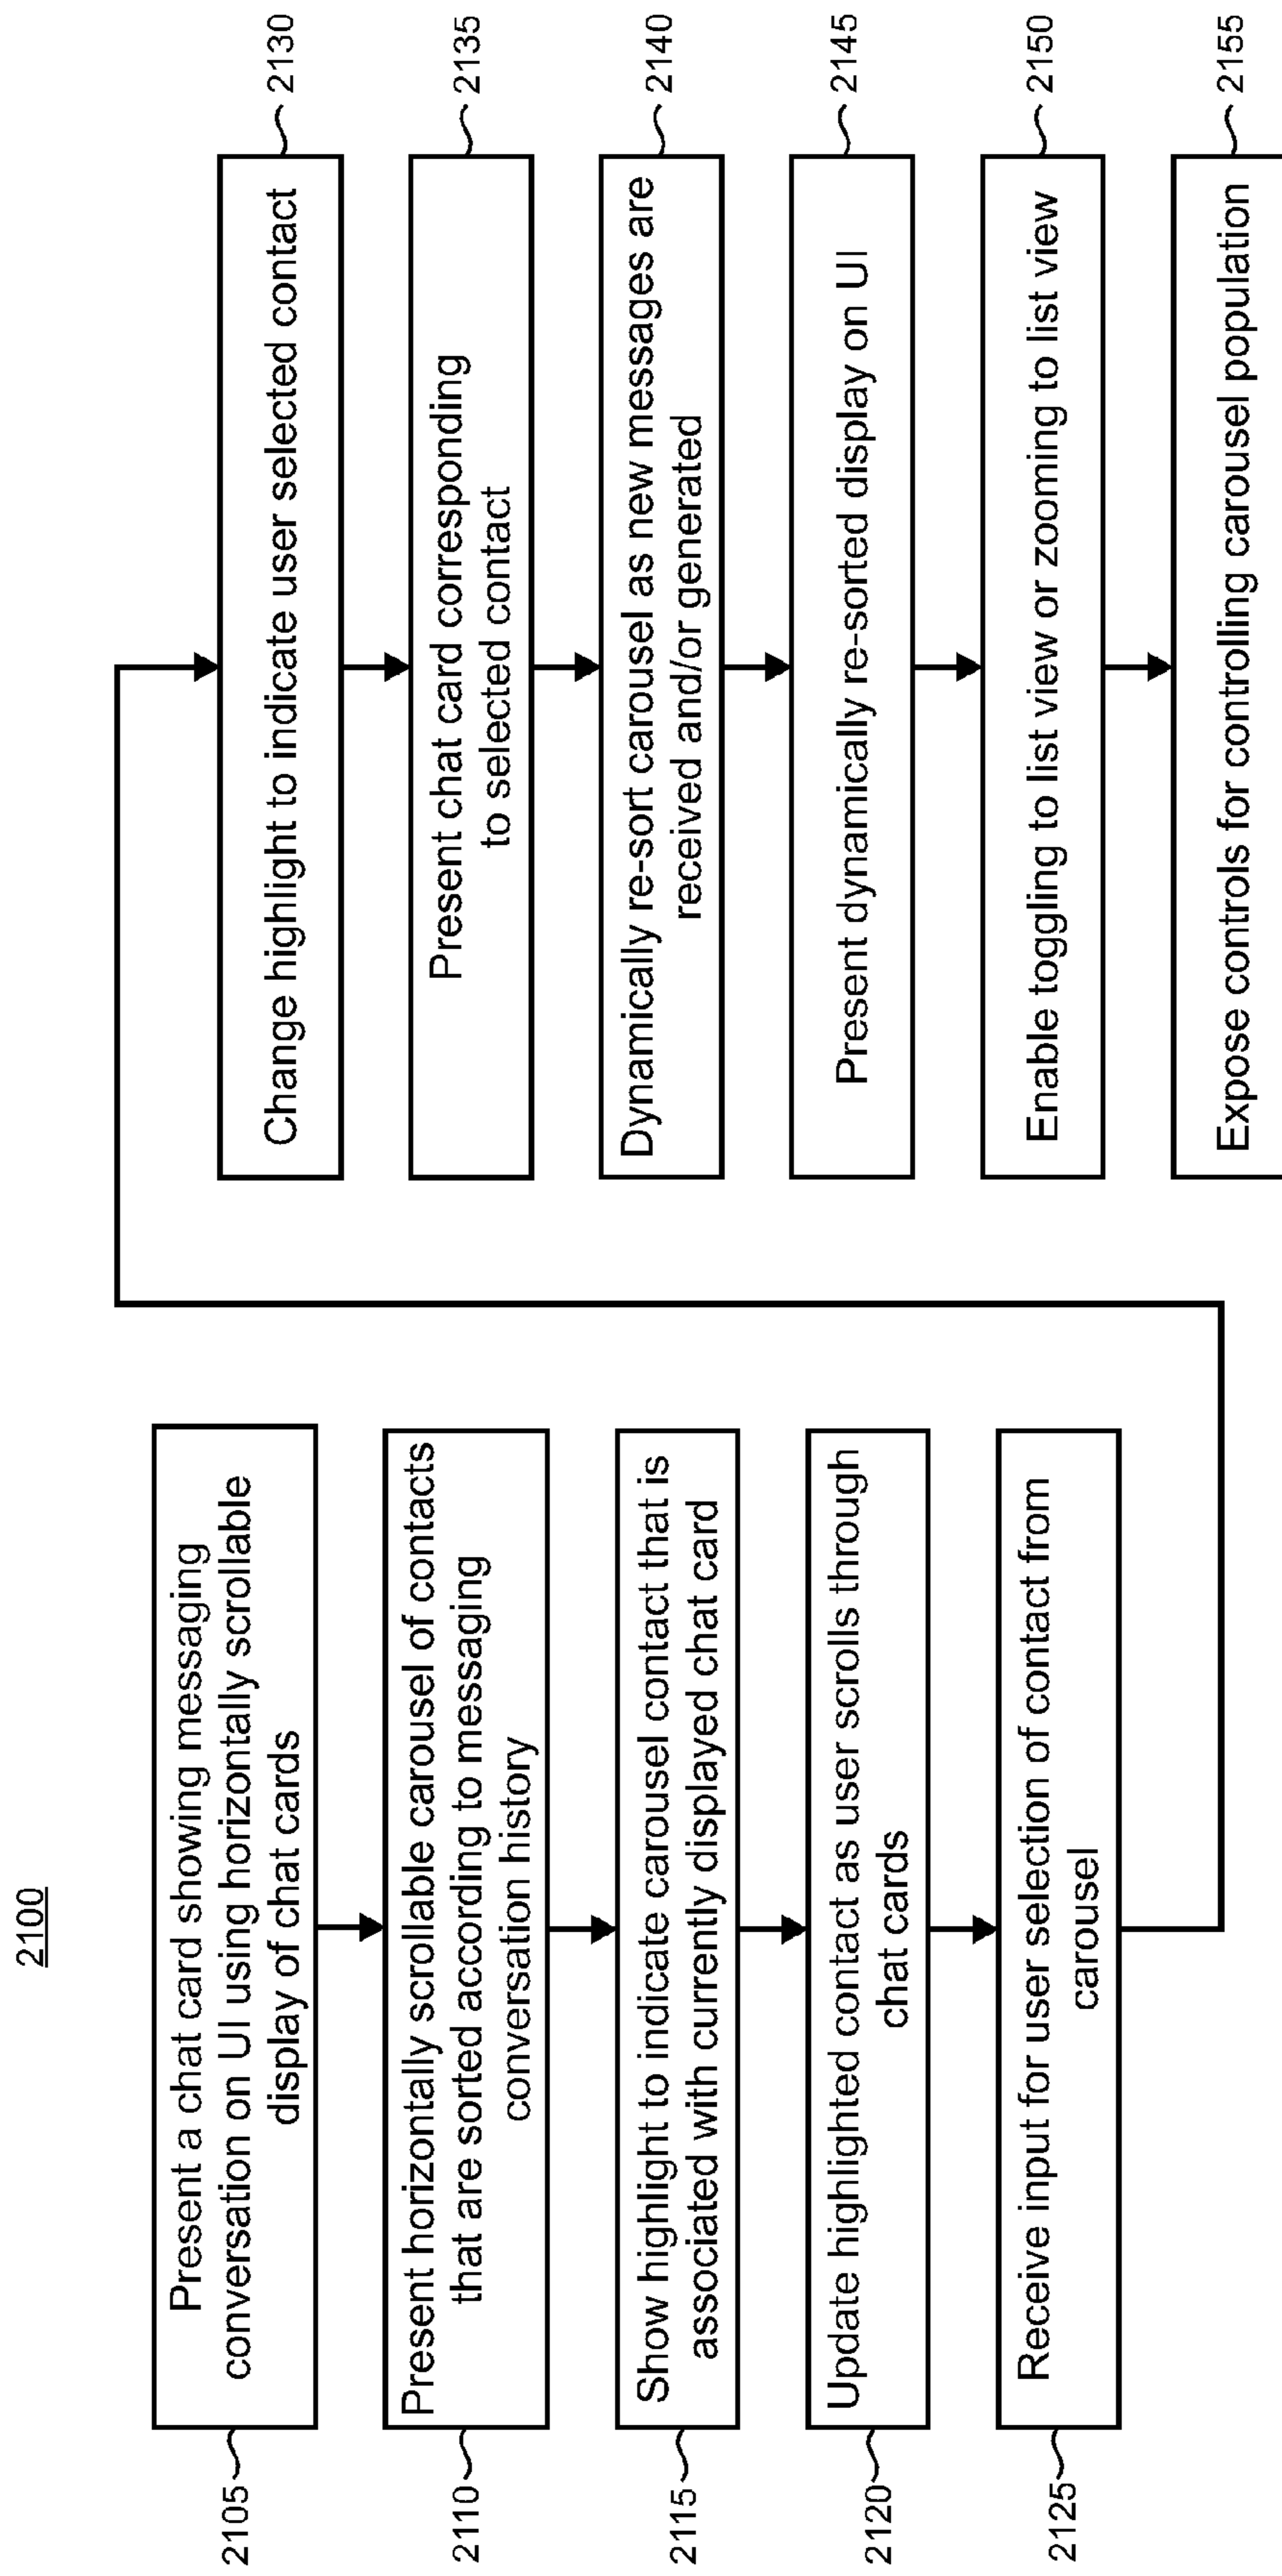 2100
2105
Present a chat card showing messaging
conversation on UI using horizontally scrollable
display of chat cards
2110
Present horizontally scrollable carousel of contacts
that are sorted according to messaging
conversation history
2115
Show highlight to indicate carousel contact that is
associated with currently displayed chat card
2120
Update highlighted contact as user scrolls through
chat cards
2125
Receive input for user selection of contact from
carousel
Change highlight to indicate user selected contact
2130
Present chat card corresponding
to selected contact
2135
Dynamically re-sort carousel as new messages are
received and/or generated
2140
Present dynamically re-sorted display on UI
2145
Enable toggling to list view or zooming to list view
2150
Expose controls for controlling carousel population
2155